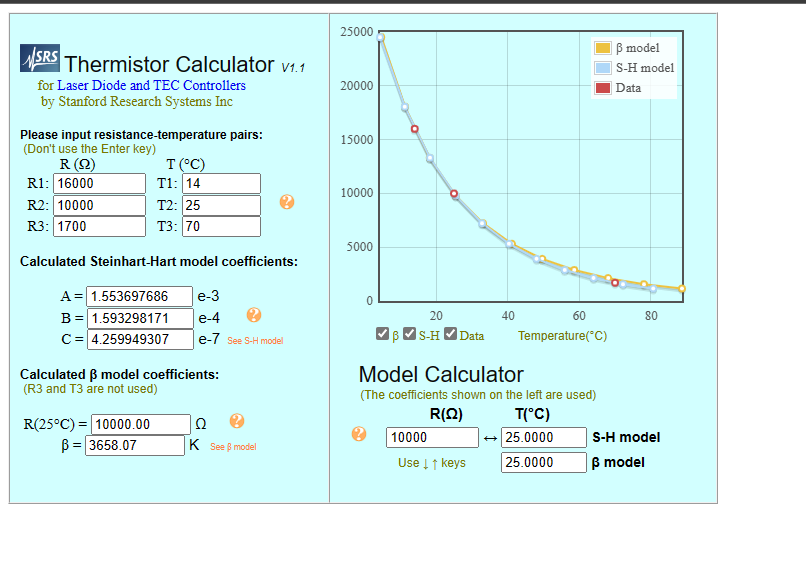 SRS Thermistor Calculator V1.1
for Laser Diode and TEC Controllers
by Stanford Research Systems Inc
Please input resistance-temperature pairs:
(Don't use the Enter key)
R (Ω) T (°C)
R1: 16000 T1: 14
R2: 10000 T2: 25 ?
R3: 1700 T3: 70
Calculated Steinhart-Hart model coefficients:
A = 1.553697686 e-3
B = 1.593298171 e-4 ?
C = 4.259949307 e-7 See S-H model
Calculated β model coefficients:
(R3 and T3 are not used)
R(25°C) = 10000.00 Ω ?
β = 3658.07 K See β model
25000
20000
15000
10000
5000
0
20 40 60 80
β model
S-H model
Data
β S-H Data Temperature(°C)
Model Calculator
(The coefficients shown on the left are used)
R(Ω) T(°C)
? 10000 ↔ 25.0000 S-H model
Use ↓ ↑ keys 25.0000 β model